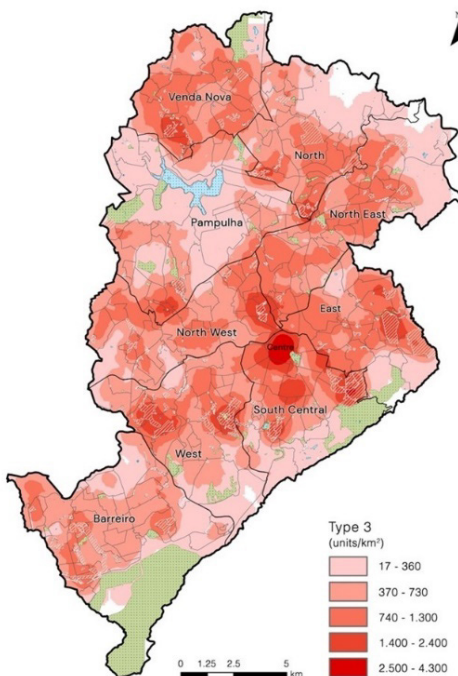 Venda Nova
North
North East
Pampulha
East
North West
Centro
South Central
West
Barreiro
Type 3
(units/km²)
17 - 360
370 - 730
740 - 1.300
1.400 - 2.400
2.500 - 4.300
0 1.25 2.5 5
km